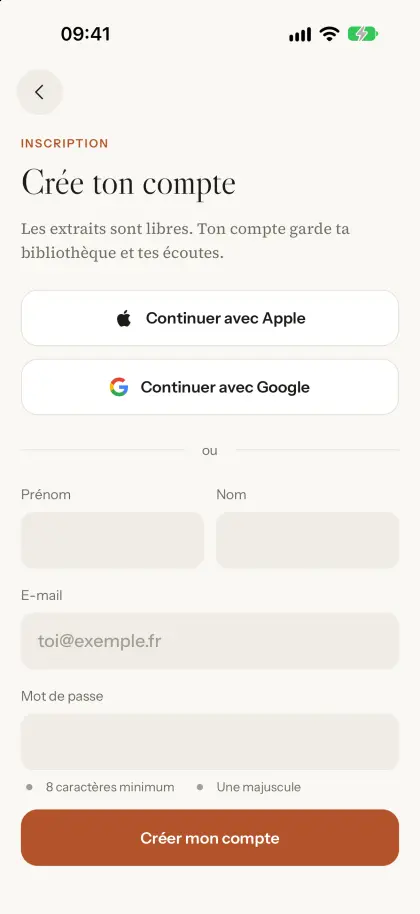 09:41
INSCRIPTION
Crée ton compte
Les extraits sont libres. Ton compte garde ta
bibliothèque et tes écoutes.
Continuer avec Apple
Continuer avec Google
ou
Prénom
Nom
E-mail
toi@exemple.fr
Mot de passe
8 caractères minimum
Une majuscule
Créer mon compte